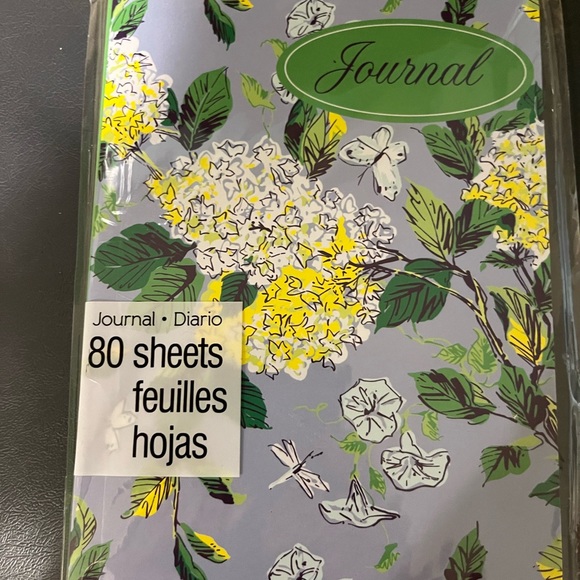 Journal
Journal • Diario
80 sheets
feuilles
hojas